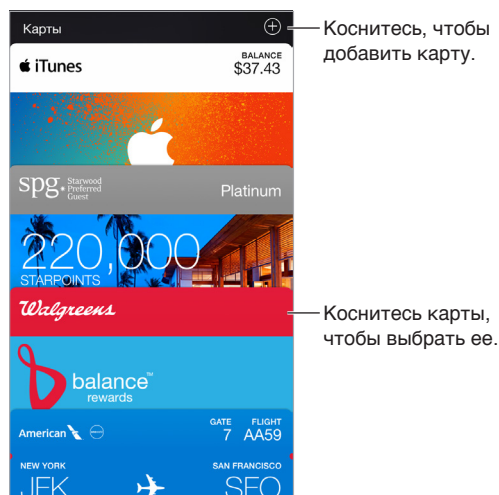 Карты
Коснитесь, чтобы
добавить карту.
iTunes
BALANCE
$37.43
spg. Starwood
Preferred
Guest
Platinum
220,000
STARPOINTS
Walgreens
Коснитесь карты,
чтобы выбрать ее.
balance™
rewards
American
GATE
7
FLIGHT
AA59
NEW YORK
JFK
SAN FRANCISCO
SFO